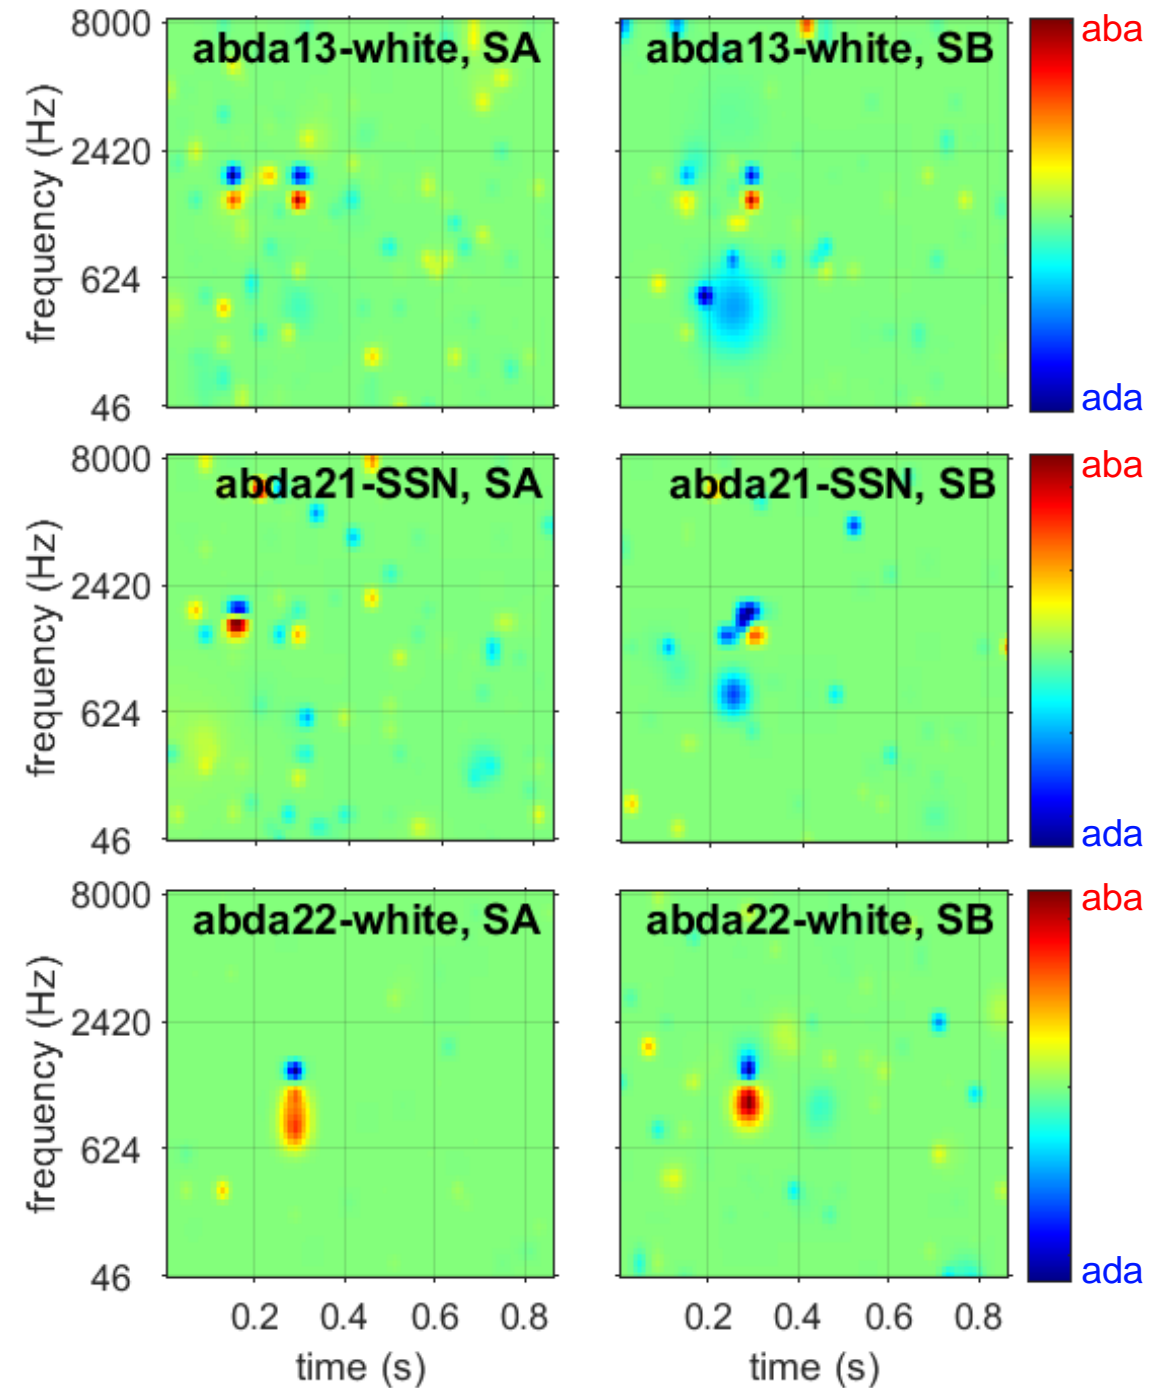 8000
2420
624
46
frequency (Hz)
abda13-white, SA
abda13-white, SB
aba
ada
8000
2420
624
46
frequency (Hz)
abda21-SSN, SA
abda21-SSN, SB
aba
ada
8000
2420
624
46
frequency (Hz)
abda22-white, SA
abda22-white, SB
aba
ada
0.2 0.4 0.6 0.8
time (s)
0.2 0.4 0.6 0.8
time (s)